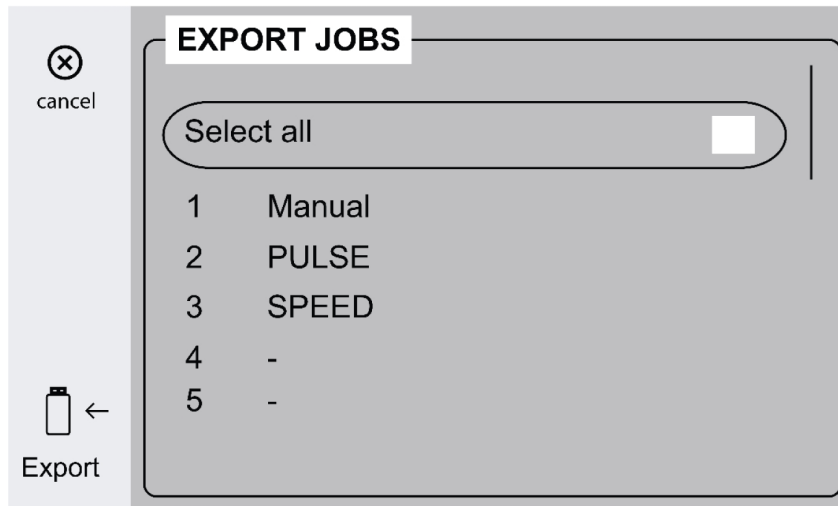 EXPORT JOBS
cancel
Select all
1 Manual
2 PULSE
3 SPEED
4 -
5 -
Export